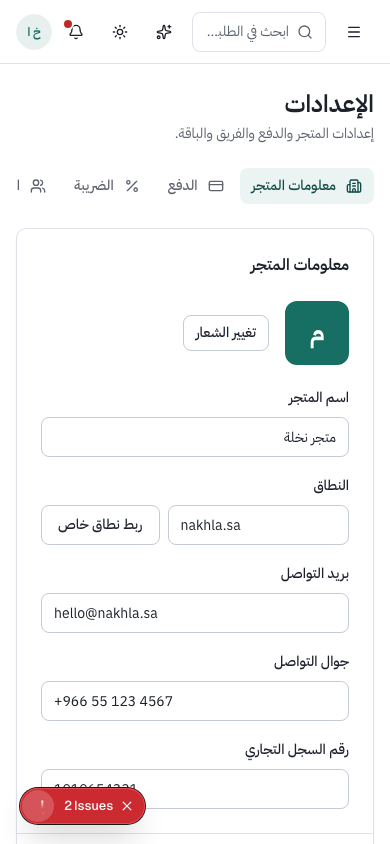 ابحث في الطلبـ...
خ ا
الإعدادات
إعدادات المتجر والدفع والفريق والباقة.
معلومات المتجر
الدفع
الضريبة
معلومات المتجر
م
تغيير الشعار
اسم المتجر
متجر نخلة
النطاق
nakhla.sa
ربط نطاق خاص
بريد التواصل
hello@nakhla.sa
جوال التواصل
+966 55 123 4567
رقم السجل التجاري
2 Issues